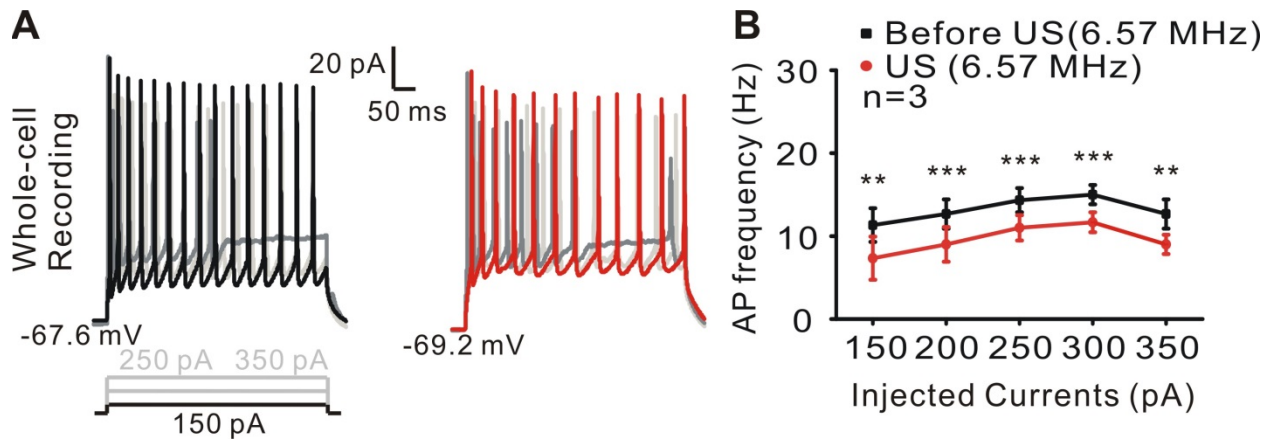 A
Whole-cell
Recording
20 pA
50 ms
-67.6 mV
-69.2 mV
250 pA 350 pA
150 pA
B
Before US(6.57 MHz)
US (6.57 MHz)
n=3
AP frequency (Hz)
30
20
10
0
** *** *** *** **
150 200 250 300 350
Injected Currents (pA)